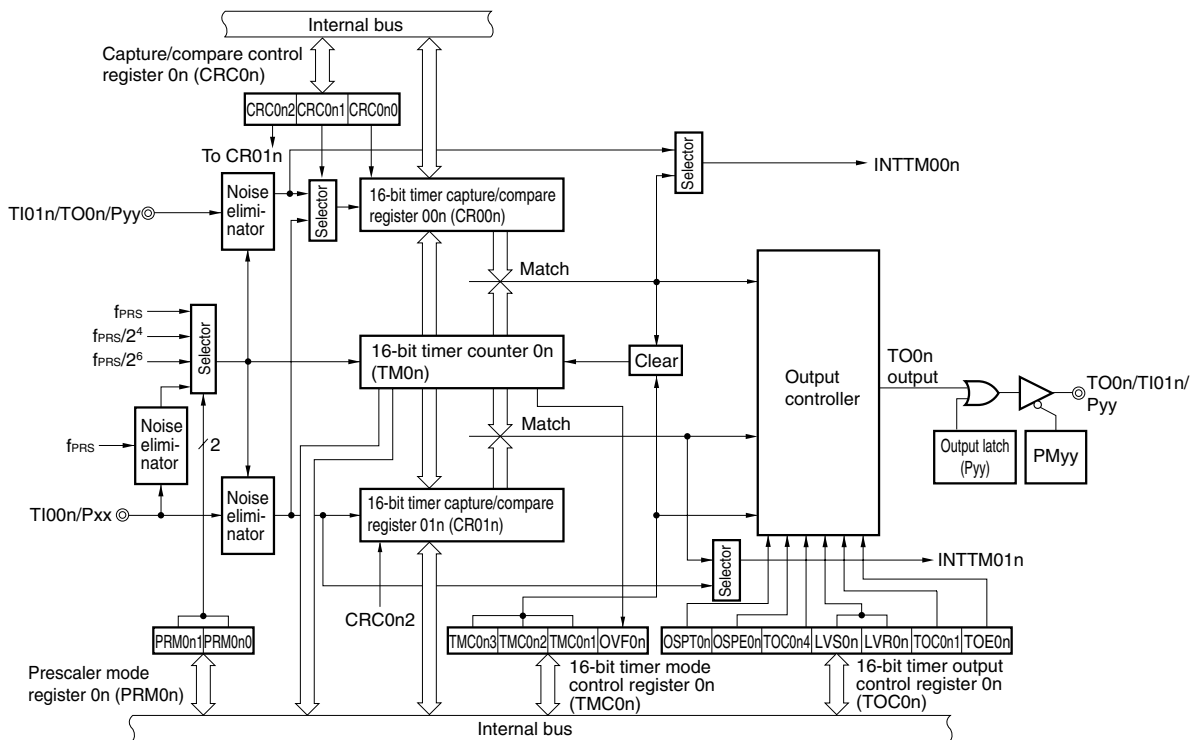 Internal bus
Capture/compare control
register 0n (CRC0n)
CRC0n2 CRC0n1 CRC0n0
To CR01n
Selector
INTTM00n
Noise
elimi-
nator
Selector
16-bit timer capture/compare
register 00n (CR00n)
TI01n/TO0n/Pyy
Match
fPRS
fPRS/2⁴
fPRS/2⁶
Selector
16-bit timer counter 0n
(TM0n)
Clear
Output
controller
TO0n
output
TO0n/TI01n/
Pyy
Noise
elimi-
nator
fPRS
2
Match
Output latch
(Pyy)
PMyy
TI00n/Pxx
Noise
elimi-
nator
16-bit timer capture/compare
register 01n (CR01n)
Selector
INTTM01n
CRC0n2
PRM0n1 PRM0n0
TMC0n3 TMC0n2 TMC0n1 OVF0n
OSPT0n OSPE0n TOC0n4 LVS0n LVR0n TOC0n1 TOE0n
Prescaler mode
register 0n (PRM0n)
16-bit timer mode
control register 0n
(TMC0n)
16-bit timer output
control register 0n
(TOC0n)
Internal bus